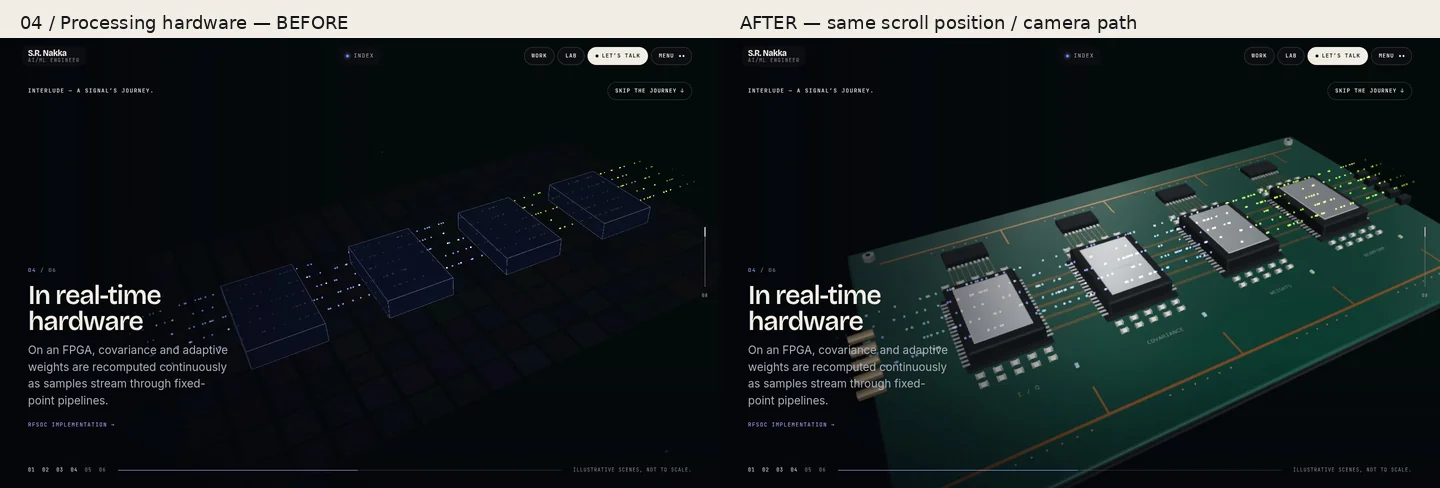 04 / Processing hardware — BEFORE
S.R. Nakka
AI/ML ENGINEER
INDEX
WORK
LAB
LET'S TALK
MENU
INTERLUDE — A SIGNAL'S JOURNEY.
SKIP THE JOURNEY ↓
04 / 06
In real-time
hardware
On an FPGA, covariance and adaptive
weights are recomputed continuously
as samples stream through fixed-
point pipelines.
RFSOC IMPLEMENTATION →
01 02 03 04 05 06
ILLUSTRATIVE SCENES, NOT TO SCALE.
AFTER — same scroll position / camera path
S.R. Nakka
AI/ML ENGINEER
INDEX
WORK
LAB
LET'S TALK
MENU
INTERLUDE — A SIGNAL'S JOURNEY.
SKIP THE JOURNEY ↓
04 / 06
In real-time
hardware
On an FPGA, covariance and adaptive
weights are recomputed continuously
as samples stream through fixed-
point pipelines.
RFSOC IMPLEMENTATION →
I / Q
COVARIANCE
WEIGHTS
01 02 03 04 05 06
ILLUSTRATIVE SCENES, NOT TO SCALE.